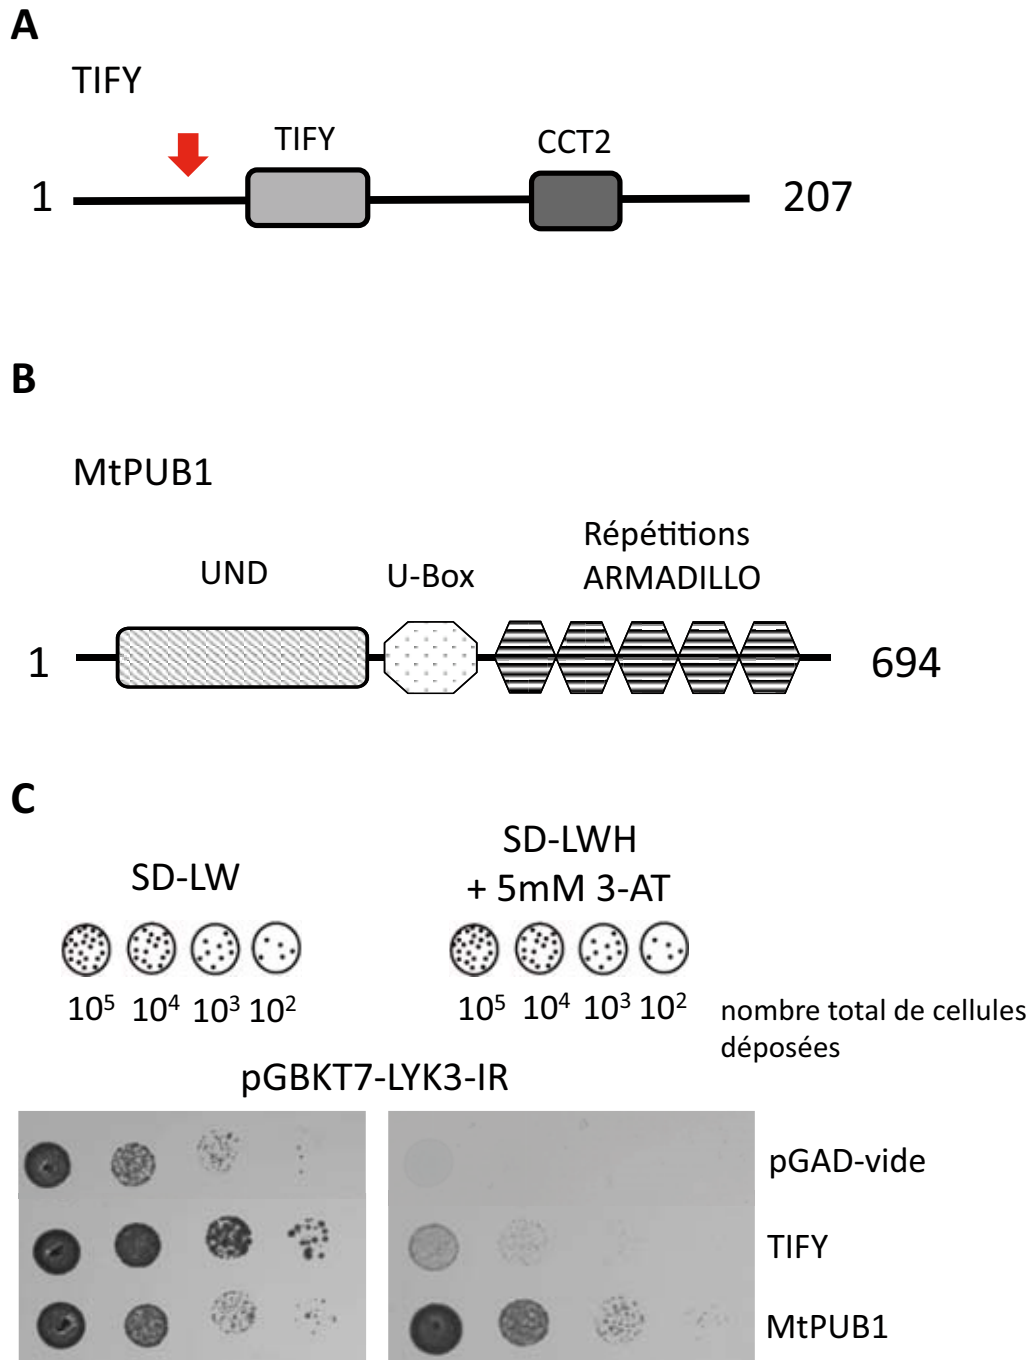 A
TIFY
TIFY
CCT2
1
207
B
MtPUB1
Répétitions
ARMADILLO
UND
U-Box
1
694
C
SD-LW
SD-LWH
+ 5mM 3-AT
10⁵ 10⁴ 10³ 10²
10⁵ 10⁴ 10³ 10²
nombre total de cellules
déposées
pGBKT7-LYK3-IR
pGAD-vide
TIFY
MtPUB1